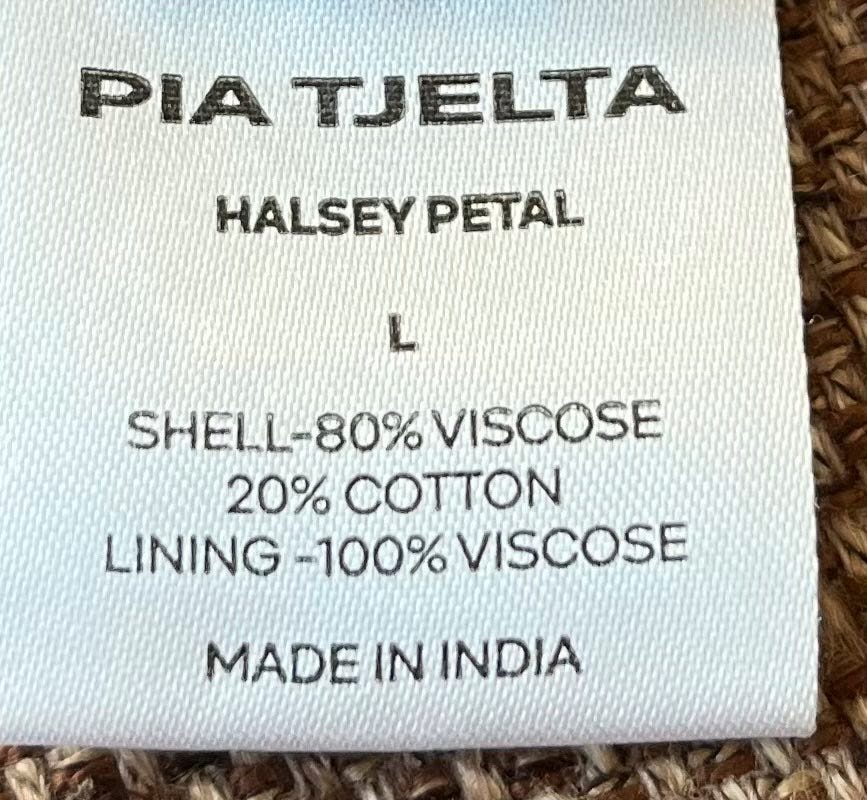 PIA TJELTA
HALSEY PETAL
L
SHELL-80% VISCOSE
20% COTTON
LINING -100% VISCOSE
MADE IN INDIA